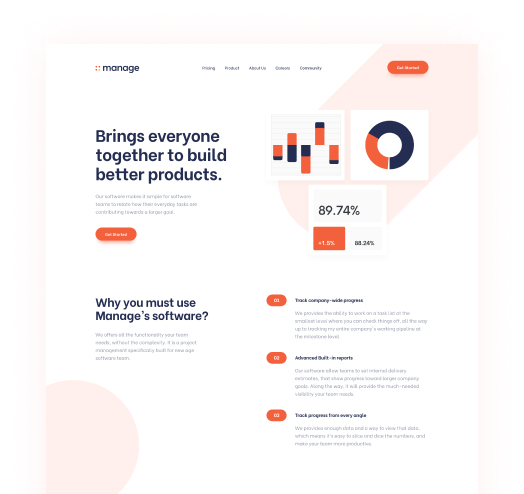 manage
Pricing Product About Us Careers Community
Get Started
Brings everyone
together to build
better products.
Our software makes it simple for software
teams to relate how their everyday tasks are
contributing towards a larger goal.
Get Started
89.74%
+1.5%
88.24%
Why you must use
Manage's software?
We offers all the functionality your team
needs, without the complexity. It is a project
management specifically built for new age
software team.
01
Track company-wide progress
We provides the ability to work on a task list at the
smallest level where you can check things off, all the way
up to tracking my entire company's working pipeline at
the milestone level.
02
Advanced Built-in reports
Our software allow teams to set internal delivery
estimates, that show progress toward larger company
goals. Along the way, it will provide the much-needed
visibility your team needs.
03
Track progress from every angle
We provides enough data and a way to view that data,
which means it's easy to slice and dice the numbers, and
make your team more productive.